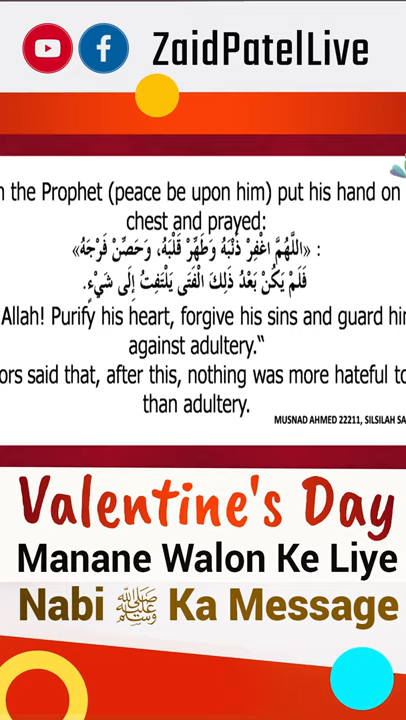 ZaidPatelLive
n the Prophet (peace be upon him) put his hand on
chest and prayed:
: «اللَّهُمَّ اغْفِرْ ذَنْبَهُ وَطَهِّرْ قَلْبَهُ، وَحَصِّنْ فَرْجَهُ»
فَلَمْ يَكُنْ بَعْدُ ذَلِكَ الْفَتَى يَلْتَفِتُ إِلَى شَيْءٍ.
Allah! Purify his heart, forgive his sins and guard hi
against adultery.“
ors said that, after this, nothing was more hateful to
than adultery.
MUSNAD AHMED 22211, SILSILAH SA
Valentine's Day
Manane Walon Ke Liye
Nabi ﷺ Ka Message